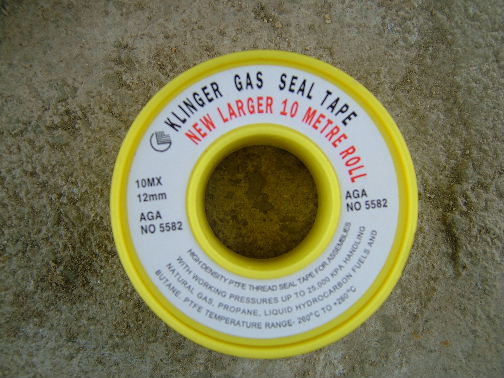 KLINGER GAS SEAL TAPE
NEW LARGER 10 METRE ROLL
10MX
12mm
AGA
NO 5582
AGA
NO 5582
HIGH DENSITY PTFE THREAD SEAL TAPE FOR ASSEMBLIES
WITH WORKING PRESSURES UP TO 25,000 KPA HANDLING
NATURAL GAS, PROPANE, LIQUID HYDROCARBON FUELS AND
BUTANE. PTFE TEMPERATURE RANGE- 260°C TO +260°C